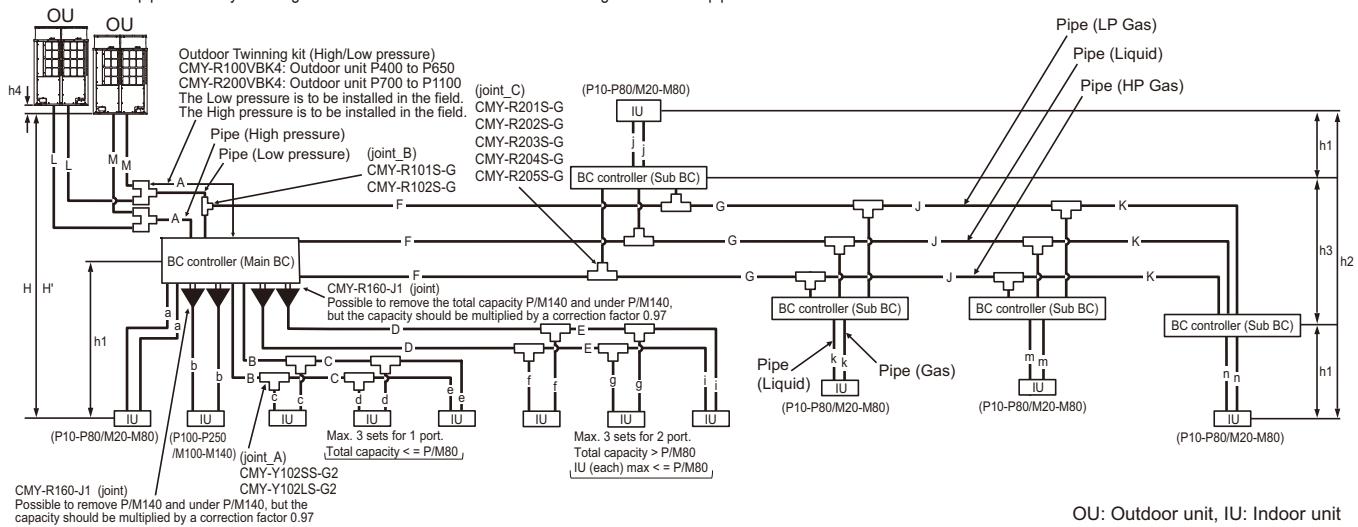 OU
OU
Outdoor Twinning kit (High/Low pressure)
CMY-R100VBK4: Outdoor unit P400 to P650
CMY-R200VBK4: Outdoor unit P700 to P1100
The Low pressure is to be installed in the field.
The High pressure is to be installed in the field.
Pipe (High pressure)
Pipe (Low pressure)
h4
L
L
M
M
A
A
H
H'
h1
(joint_B)
CMY-R101S-G
CMY-R102S-G
(joint_C)
CMY-R201S-G
CMY-R202S-G
CMY-R203S-G
CMY-R204S-G
CMY-R205S-G
(P10-P80/M20-M80)
IU
j
j
BC controller (Sub BC)
Pipe (LP Gas)
Pipe (Liquid)
Pipe (HP Gas)
h1
h3
h2
h1
F
G
J
K
F
G
J
K
F
G
J
K
BC controller (Main BC)
CMY-R160-J1 (joint)
Possible to remove the total capacity P/M140 and under P/M140,
but the capacity should be multiplied by a correction factor 0.97
BC controller (Sub BC)
BC controller (Sub BC)
BC controller (Sub BC)
a
a
b
b
B
C
B
C
D
E
D
E
c
c
d
d
e
e
f
f
g
g
i
i
Pipe
(Liquid)
k
k
Pipe (Gas)
m
m
n
n
IU
IU
IU
IU
IU
IU
IU
IU
IU
IU
IU
(P10-P80/M20-M80)
(P10-P80/M20-M80)
(P10-P80/M20-M80)
(P10-P80/M20-M80)
(P100-P250
/M100-M140)
(joint_A)
CMY-Y102SS-G2
CMY-Y102LS-G2
Max. 3 sets for 1 port.
Total capacity < = P/M80
Max. 3 sets for 2 port.
Total capacity > P/M80
IU (each) max < = P/M80
CMY-R160-J1 (joint)
Possible to remove P/M140 and under P/M140, but the
capacity should be multiplied by a correction factor 0.97
OU: Outdoor unit, IU: Indoor unit